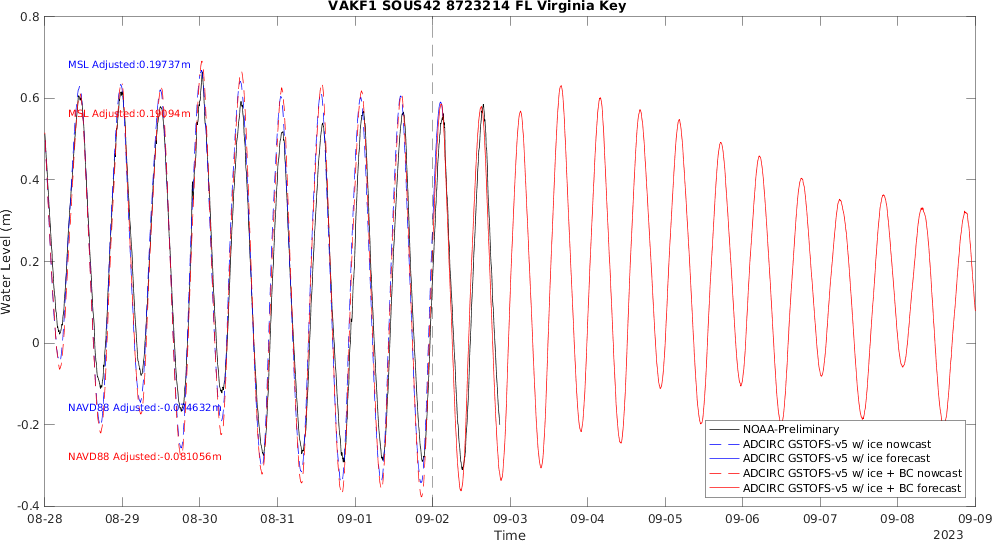 VAKF1 SOUS42 8723214 FL Virginia Key
0.8
0.6
0.4
0.2
0
-0.2
-0.4
Water Level (m)
MSL Adjusted:0.19737m
MSL Adjusted:0.19094m
NAVD88 Adjusted:-0.074632m
NAVD88 Adjusted:-0.081056m
NOAA-Preliminary
ADCIRC GSTOFS-v5 w/ ice nowcast
ADCIRC GSTOFS-v5 w/ ice forecast
ADCIRC GSTOFS-v5 w/ ice + BC nowcast
ADCIRC GSTOFS-v5 w/ ice + BC forecast
08-28 08-29 08-30 08-31 09-01 09-02 09-03 09-04 09-05 09-06 09-07 09-08 09-09
Time
2023